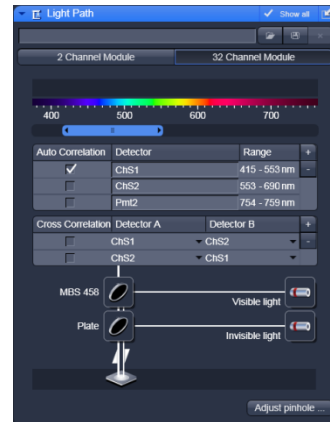 Light Path
Show all
2 Channel Module
32 Channel Module
400 500 600 700
Auto Correlation Detector Range +
ChS1 415 - 553 nm -
ChS2 553 - 690 nm
Pmt2 754 - 759 nm
Cross Correlation Detector A Detector B +
ChS1 ChS2 -
ChS2 ChS1
MBS 458
Visible light
Plate
Invisible light
Adjust pinhole ...